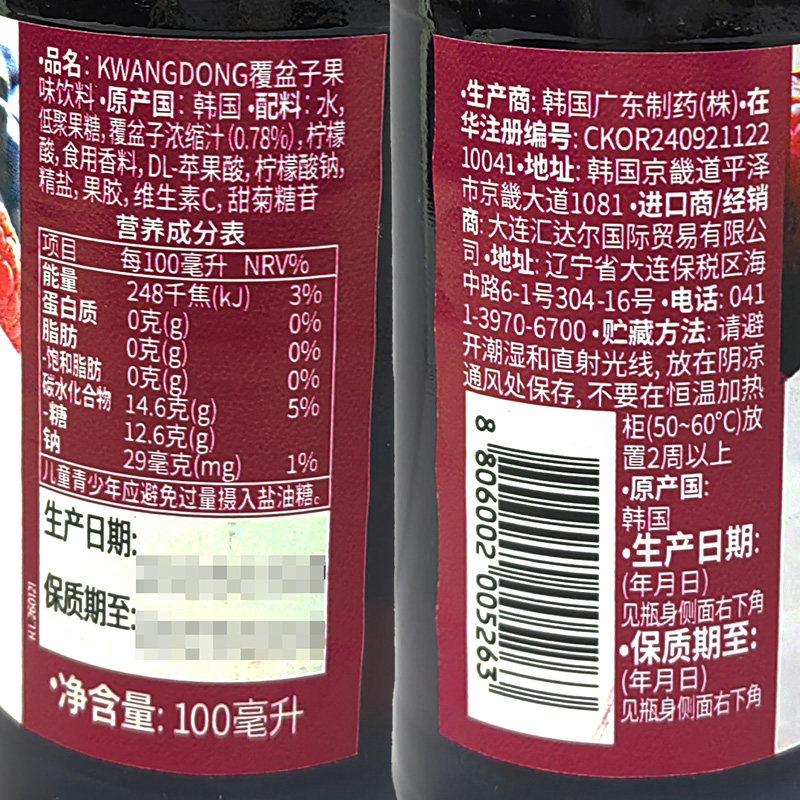 •品名: KWANGDONG覆盆子果
味饮料 •原产国: 韩国 •配料: 水,
低聚果糖, 覆盆子浓缩汁 (0.78%), 柠檬
酸, 食用香料, DL-苹果酸, 柠檬酸钠,
精盐, 果胶, 维生素C, 甜菊糖苷
营养成分表
项目 每100毫升 NRV%
能量 248千焦(kJ) 3%
蛋白质 0克(g) 0%
脂肪 0克(g) 0%
-饱和脂肪 0克(g) 0%
碳水化合物 14.6克(g) 5%
-糖 12.6克(g)
钠 29毫克(mg) 1%
儿童青少年应避免过量摄入盐油糖。
生产日期:
保质期至:
•净含量: 100毫升
•生产商: 韩国广东制药(株) •在
华注册编号: CKOR240921122
10041 •地址: 韩国京畿道平泽
市京畿大道1081 •进口商/经销
商: 大连汇达尔国际贸易有限公
司 •地址: 辽宁省大连保税区海
中路6-1号304-16号 •电话: 041
1-3970-6700 •贮藏方法: 请避
开潮湿和直射光线, 放在阴凉
通风处保存, 不要在恒温加热
柜(50~60°C)放
置2周以上
•原产国:
韩国
•生产日期:
(年月日)
见瓶身侧面右下角
•保质期至:
(年月日)
见瓶身侧面右下角
8 806002 005263